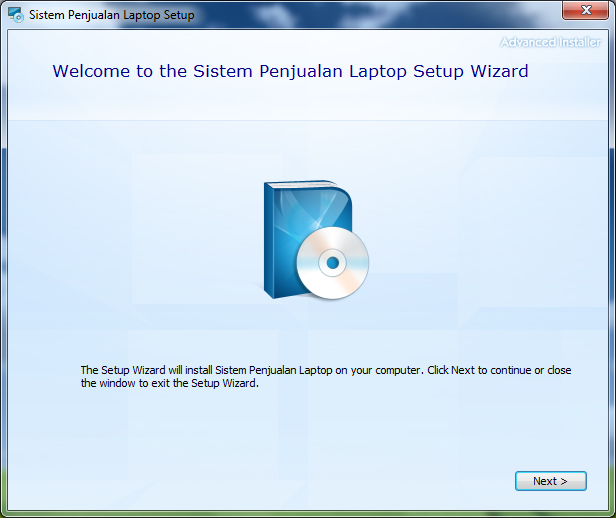 Sistem Penjualan Laptop Setup
Advanced Installer
Welcome to the Sistem Penjualan Laptop Setup Wizard
The Setup Wizard will install Sistem Penjualan Laptop on your computer. Click Next to continue or close
the window to exit the Setup Wizard.
Next >